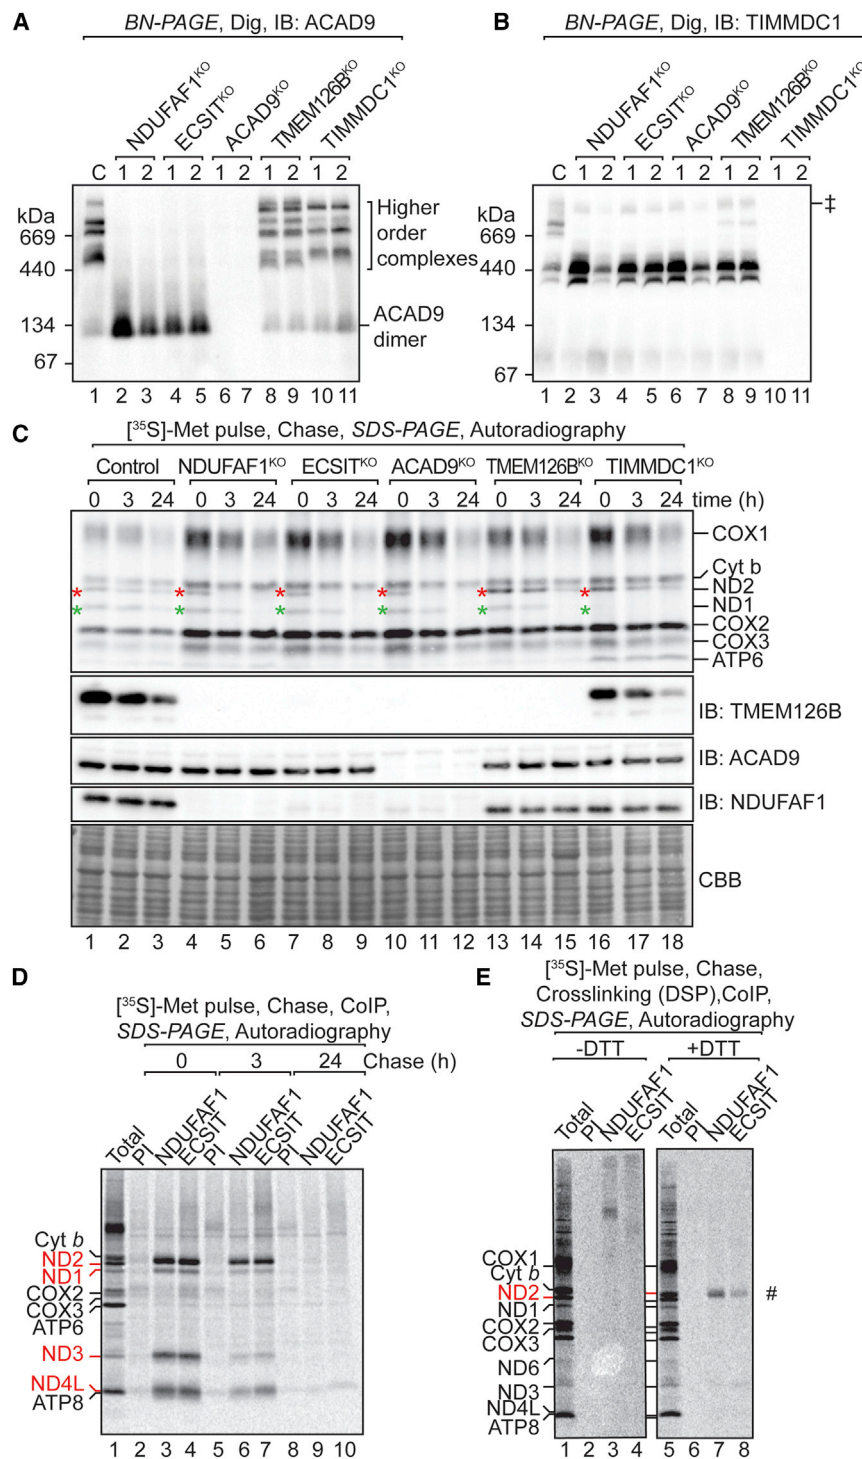 A
BN-PAGE, Dig, IB: ACAD9
NDUFAF1KO
ECSITKO
ACAD9KO
TMEM126BKO
TIMMDC1KO
C 1 2 1 2 1 2 1 2 1 2
kDa
669
440
134
67
Higher
order
complexes
ACAD9
dimer
1 2 3 4 5 6 7 8 9 10 11
B
BN-PAGE, Dig, IB: TIMMDC1
NDUFAF1KO
ECSITKO
ACAD9KO
TMEM126BKO
TIMMDC1KO
C 1 2 1 2 1 2 1 2 1 2
kDa
669
440
134
67
‡
1 2 3 4 5 6 7 8 9 10 11
C
[35S]-Met pulse, Chase, SDS-PAGE, Autoradiography
Control NDUFAF1KO ECSITKO ACAD9KO TMEM126BKO TIMMDC1KO
0 3 24 0 3 24 0 3 24 0 3 24 0 3 24 0 3 24 time (h)
COX1
Cyt b
* * * * * * ND2
* * * * * ND1
COX2
COX3
ATP6
IB: TMEM126B
IB: ACAD9
IB: NDUFAF1
CBB
1 2 3 4 5 6 7 8 9 10 11 12 13 14 15 16 17 18
D
[35S]-Met pulse, Chase, CoIP,
SDS-PAGE, Autoradiography
0 3 24 Chase (h)
Total PI NDUFAF1 ECSIT PI NDUFAF1 ECSIT PI NDUFAF1 ECSIT
Cyt b
ND2
ND1
COX2
COX3
ATP6
ND3
ND4L
ATP8
1 2 3 4 5 6 7 8 9 10
E
[35S]-Met pulse, Chase,
Crosslinking (DSP),CoIP,
SDS-PAGE, Autoradiography
-DTT +DTT
Total PI NDUFAF1 ECSIT Total PI NDUFAF1 ECSIT
COX1
Cyt b
ND2
ND1
COX2
COX3
ND6
ND3
ND4L
ATP8
#
1 2 3 4 5 6 7 8